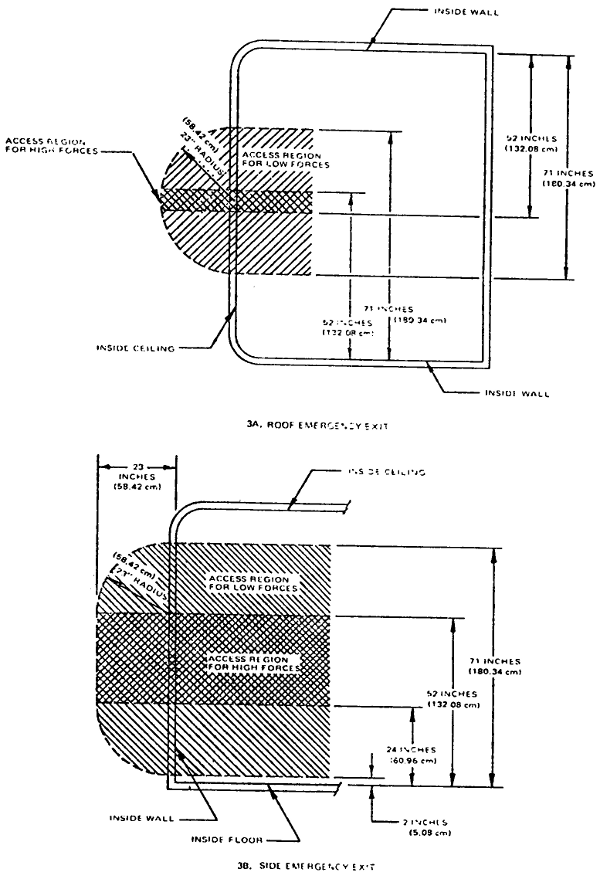 INSIDE WALL
(58.42 cm)
23" RADIUS
ACCESS REGION
FOR HIGH FORCES
ACCESS REGION
FOR LOW FORCES
52 INCHES
(132.08 cm)
71 INCHES
(180.34 cm)
71 INCHES
(180.34 cm)
52 INCHES
(132.08 cm)
INSIDE CEILING
INSIDE WALL
3A. ROOF EMERGENCY EXIT
23
INCHES
(58.42 cm)
INSIDE CEILING
(58.42 cm)
23" RADIUS
ACCESS REGION
FOR LOW FORCES
ACCESS REGION
FOR HIGH FORCES
71 INCHES
(180.34 cm)
52 INCHES
(132.08 cm)
24 INCHES
(60.96 cm)
INSIDE WALL
INSIDE FLOOR
2 INCHES
(5.08 cm)
3B. SIDE EMERGENCY EXIT